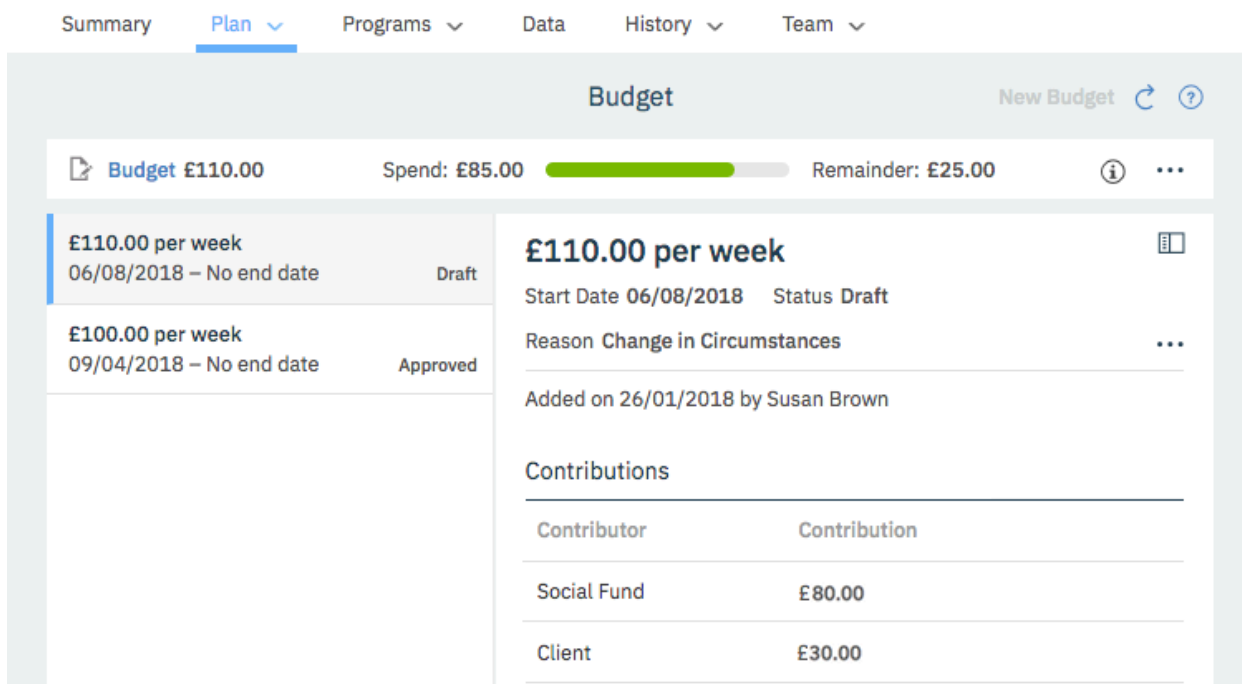 Summary Plan Programs Data History Team
Budget
New Budget
Budget £110.00 Spend: £85.00 Remainder: £25.00
£110.00 per week
06/08/2018 – No end date Draft
£100.00 per week
09/04/2018 – No end date Approved
£110.00 per week
Start Date 06/08/2018 Status Draft
Reason Change in Circumstances
Added on 26/01/2018 by Susan Brown
Contributions
Contributor Contribution
Social Fund £80.00
Client £30.00